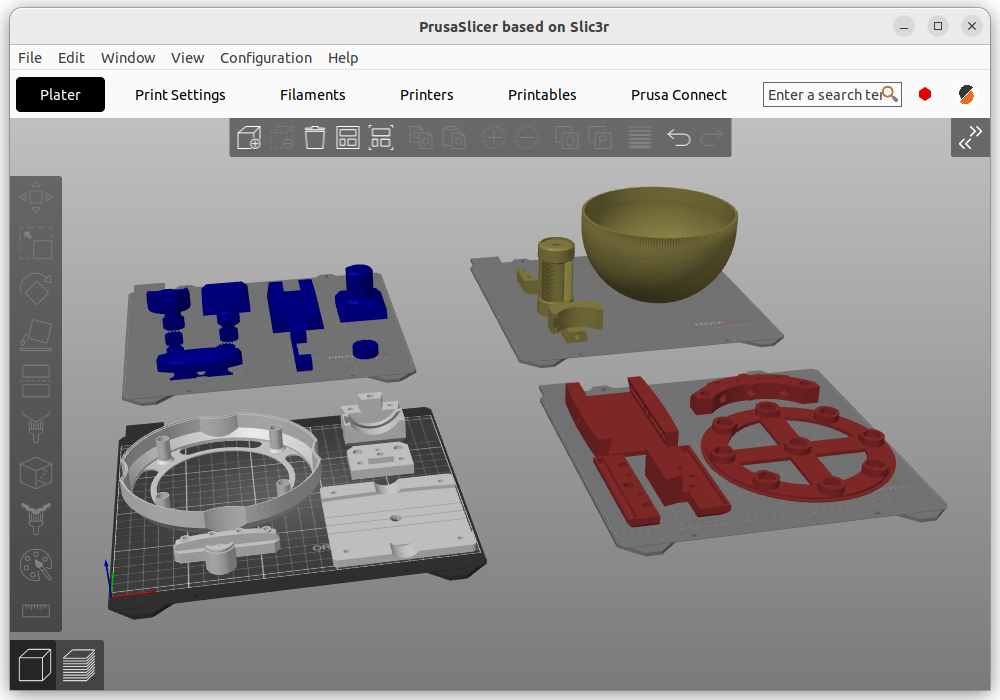 PrusaSlicer based on Slic3r
File Edit Window View Configuration Help
Plater Print Settings Filaments Printers Printables Prusa Connect Enter a search ter